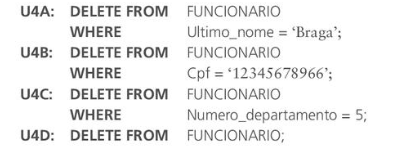 U4A: DELETE FROM FUNCIONARIO
WHERE Ultimo_nome = ‘Braga’;
U4B: DELETE FROM FUNCIONARIO
WHERE Cpf = ‘12345678966’;
U4C: DELETE FROM FUNCIONARIO
WHERE Numero_departamento = 5;
U4D: DELETE FROM FUNCIONARIO;